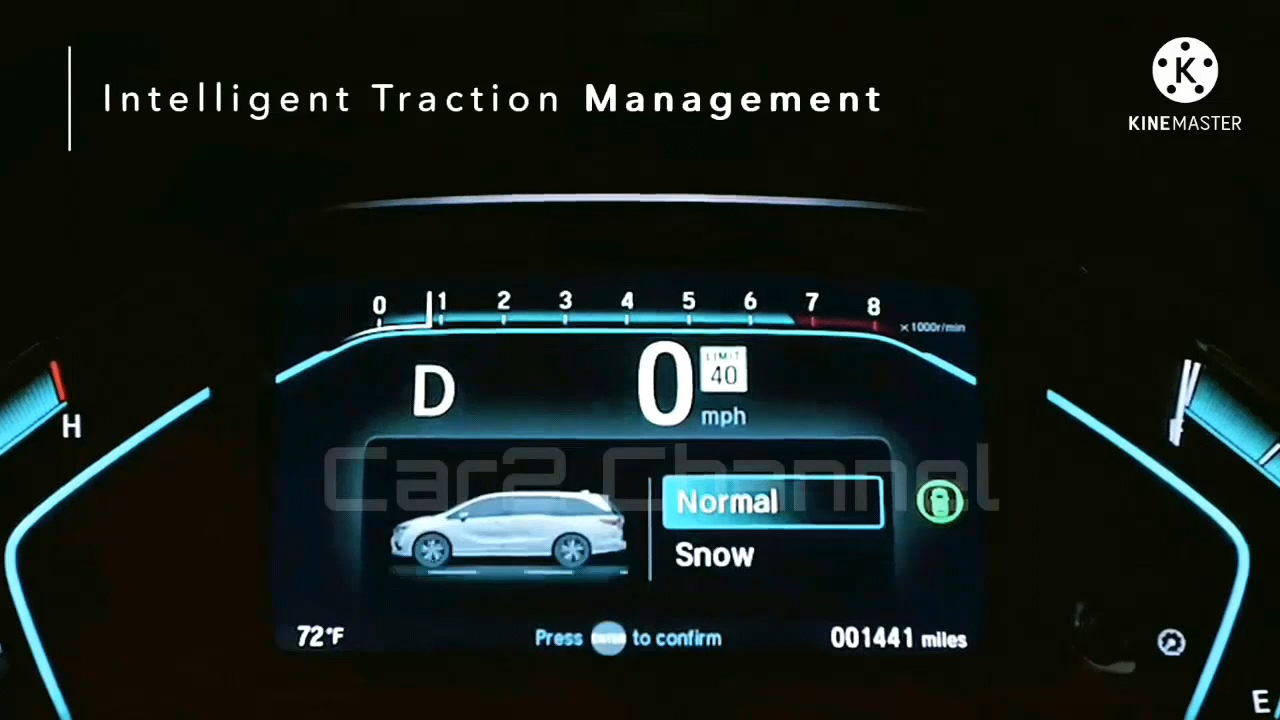 Intelligent Traction Management
K
KINEMASTER
0 1 2 3 4 5 6 7 8
x 1000r/min
D 0 mph
LIMIT
40
H
Car2 Channel
Normal
Snow
72°F
Press ENTER to confirm
001441 miles
E